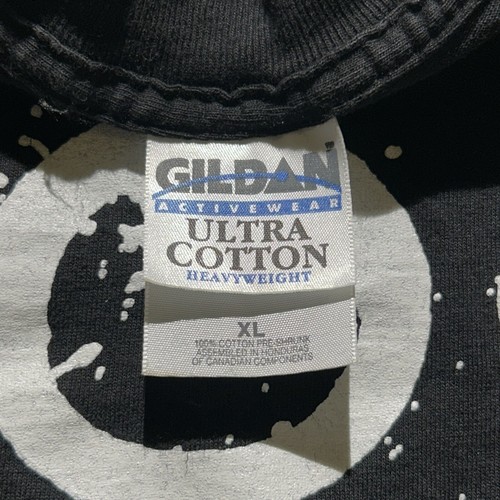 GILDAN
ACTIVEWEAR
ULTRA
COTTON
HEAVYWEIGHT
XL
100% COTTON PRE-SHRUNK
ASSEMBLED IN HONDURAS
OF CANADIAN COMPONENTS